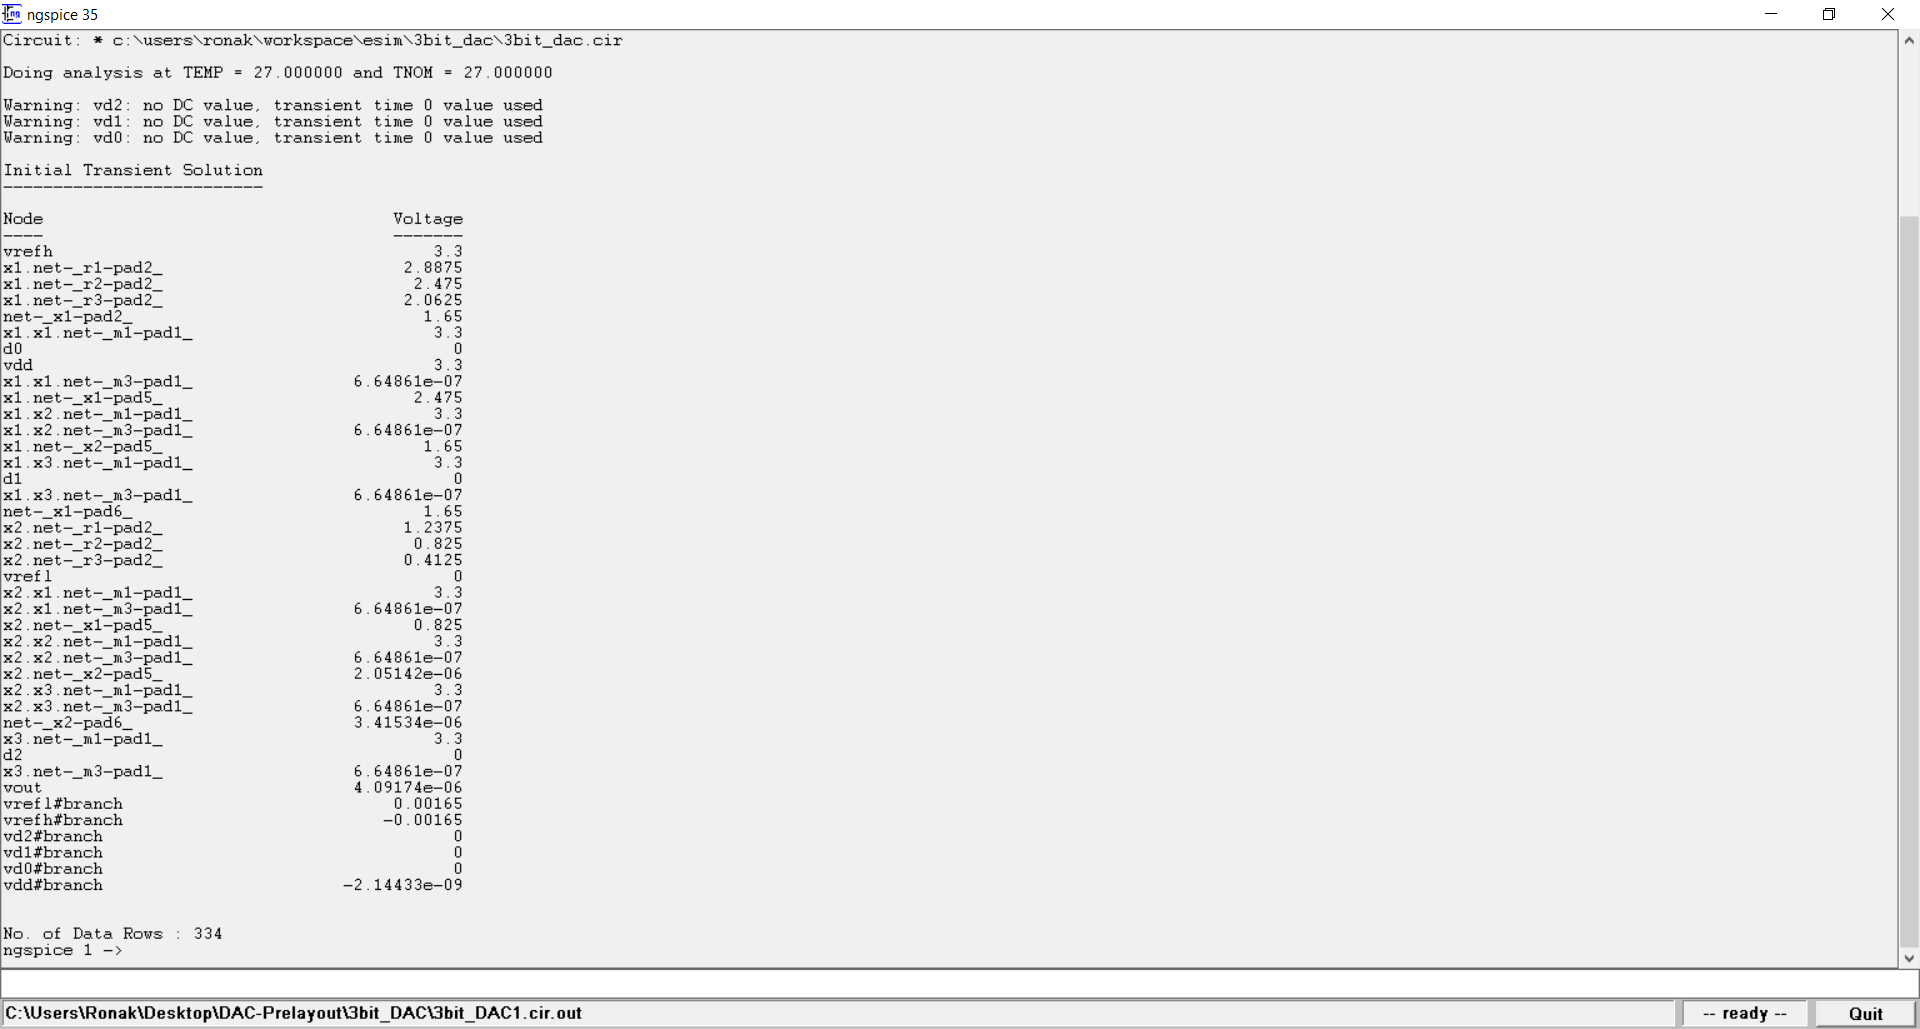 ngspice 35
Circuit: * c:\users\ronak\workspace\esim\3bit_dac\3bit_dac.cir
Doing analysis at TEMP = 27.000000 and TNOM = 27.000000
Warning: vd2: no DC value, transient time 0 value used
Warning: vd1: no DC value, transient time 0 value used
Warning: vd0: no DC value, transient time 0 value used
Initial Transient Solution
--------------------------
Node Voltage
---- -------
vrefh 3.3
x1.net-_r1-pad2_ 2.8875
x1.net-_r2-pad2_ 2.475
x1.net-_r3-pad2_ 2.0625
net-_x1-pad2_ 1.65
x1.x1.net-_m1-pad1_ 3.3
d0 0
vdd 3.3
x1.x1.net-_m3-pad1_ 6.64861e-07
x1.net-_x1-pad5_ 2.475
x1.x2.net-_m1-pad1_ 3.3
x1.x2.net-_m3-pad1_ 6.64861e-07
x1.net-_x2-pad5_ 1.65
x1.x3.net-_m1-pad1_ 3.3
d1 0
x1.x3.net-_m3-pad1_ 6.64861e-07
net-_x1-pad6_ 1.65
x2.net-_r1-pad2_ 1.2375
x2.net-_r2-pad2_ 0.825
x2.net-_r3-pad2_ 0.4125
vrefl 0
x2.x1.net-_m1-pad1_ 3.3
x2.x1.net-_m3-pad1_ 6.64861e-07
x2.net-_x1-pad5_ 0.825
x2.x2.net-_m1-pad1_ 3.3
x2.x2.net-_m3-pad1_ 6.64861e-07
x2.net-_x2-pad5_ 2.05142e-06
x2.x3.net-_m1-pad1_ 3.3
x2.x3.net-_m3-pad1_ 6.64861e-07
net-_x2-pad6_ 3.41534e-06
x3.net-_m1-pad1_ 3.3
d2 0
x3.net-_m3-pad1_ 6.64861e-07
vout 4.09174e-06
vrefl#branch 0.00165
vrefh#branch -0.00165
vd2#branch 0
vd1#branch 0
vd0#branch 0
vdd#branch -2.14433e-09
No. of Data Rows : 334
ngspice 1 ->
C:\Users\Ronak\Desktop\DAC-Prelayout\3bit_DAC\3bit_DAC1.cir.out
-- ready --
Quit